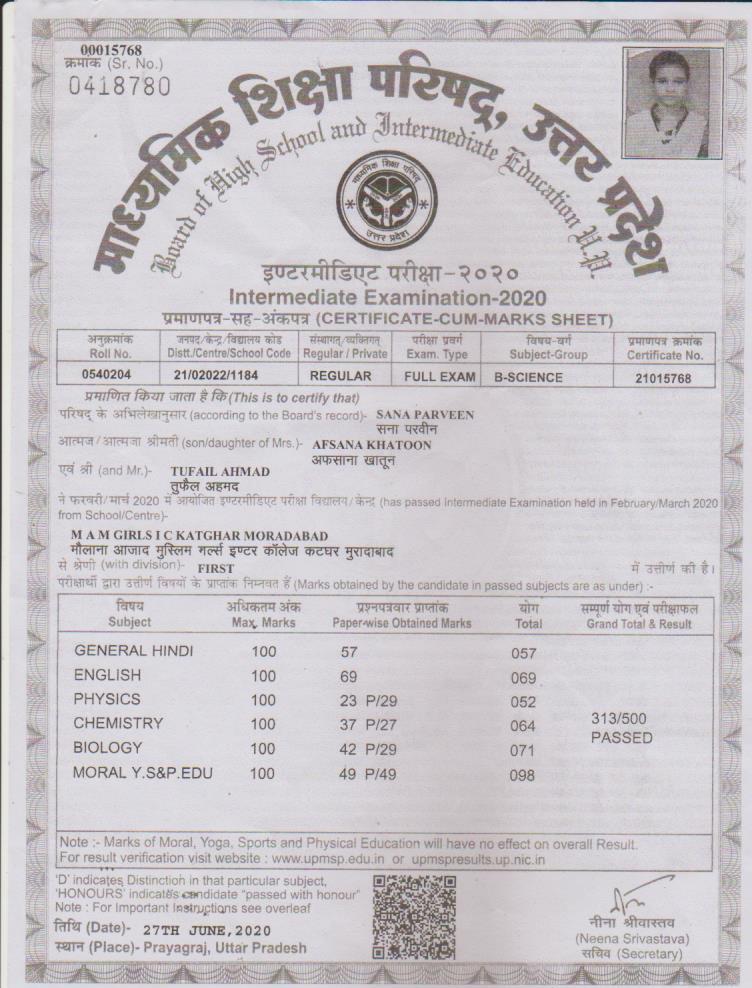 00015768
क्रमांक (Sr. No.)
0418780
माध्यमिक शिक्षा परिषद्, उत्तर प्रदेश
Board of High School and Intermediate Education U.P.
माध्यमिक शिक्षा परिषद्
उत्तर प्रदेश
इण्टरमीडिएट परीक्षा-२०२०
Intermediate Examination-2020
प्रमाणपत्र-सह-अंकपत्र (CERTIFICATE-CUM-MARKS SHEET)
अनुक्रमांक जनपद/केन्द्र/विद्यालय कोड संस्थागत/व्यक्तिगत परीक्षा प्रवर्ग विषय-वर्ग प्रमाणपत्र क्रमांक
Roll No. Distt./Centre/School Code Regular / Private Exam. Type Subject-Group Certificate No.
0540204 21/02022/1184 REGULAR FULL EXAM B-SCIENCE 21015768
प्रमाणित किया जाता है कि (This is to certify that)
परिषद् के अभिलेखानुसार (according to the Board's record)- SANA PARVEEN
सना परवीन
आत्मज/आत्मजा श्रीमती (son/daughter of Mrs.)- AFSANA KHATOON
अफसाना खातून
एवं श्री (and Mr.)- TUFAIL AHMAD
तुफैल अहमद
ने फरवरी/मार्च 2020 में आयोजित इण्टरमीडिएट परीक्षा विद्यालय/केन्द्र (has passed Intermediate Examination held in February/March 2020
from School/Centre)-
M A M GIRLS I C KATGHAR MORADABAD
मौलाना आजाद मुस्लिम गर्ल्स इण्टर कॉलेज कटघर मुरादाबाद
से श्रेणी (with division)- FIRST में उत्तीर्ण की है।
परीक्षार्थी द्वारा उत्तीर्ण विषयों के प्राप्तांक निम्नवत हैं (Marks obtained by the candidate in passed subjects are as under) :-
विषय अधिकतम अंक प्रश्नपत्रवार प्राप्तांक योग सम्पूर्ण योग एवं परीक्षाफल
Subject Max. Marks Paper-wise Obtained Marks Total Grand Total & Result
GENERAL HINDI 100 57 057
ENGLISH 100 69 069
PHYSICS 100 23 P/29 052
CHEMISTRY 100 37 P/27 064 313/500
BIOLOGY 100 42 P/29 071 PASSED
MORAL Y.S&P.EDU 100 49 P/49 098
Note :- Marks of Moral, Yoga, Sports and Physical Education will have no effect on overall Result.
For result verification visit website : www.upmsp.edu.in or upmspresults.up.nic.in
'D' indicates Distinction in that particular subject,
'HONOURS' indicates candidate "passed with honour"
Note : For Important Instructions see overleaf
तिथि (Date)- 27TH JUNE, 2020
स्थान (Place)- Prayagraj, Uttar Pradesh
नीना श्रीवास्तव
(Neena Srivastava)
सचिव (Secretary)